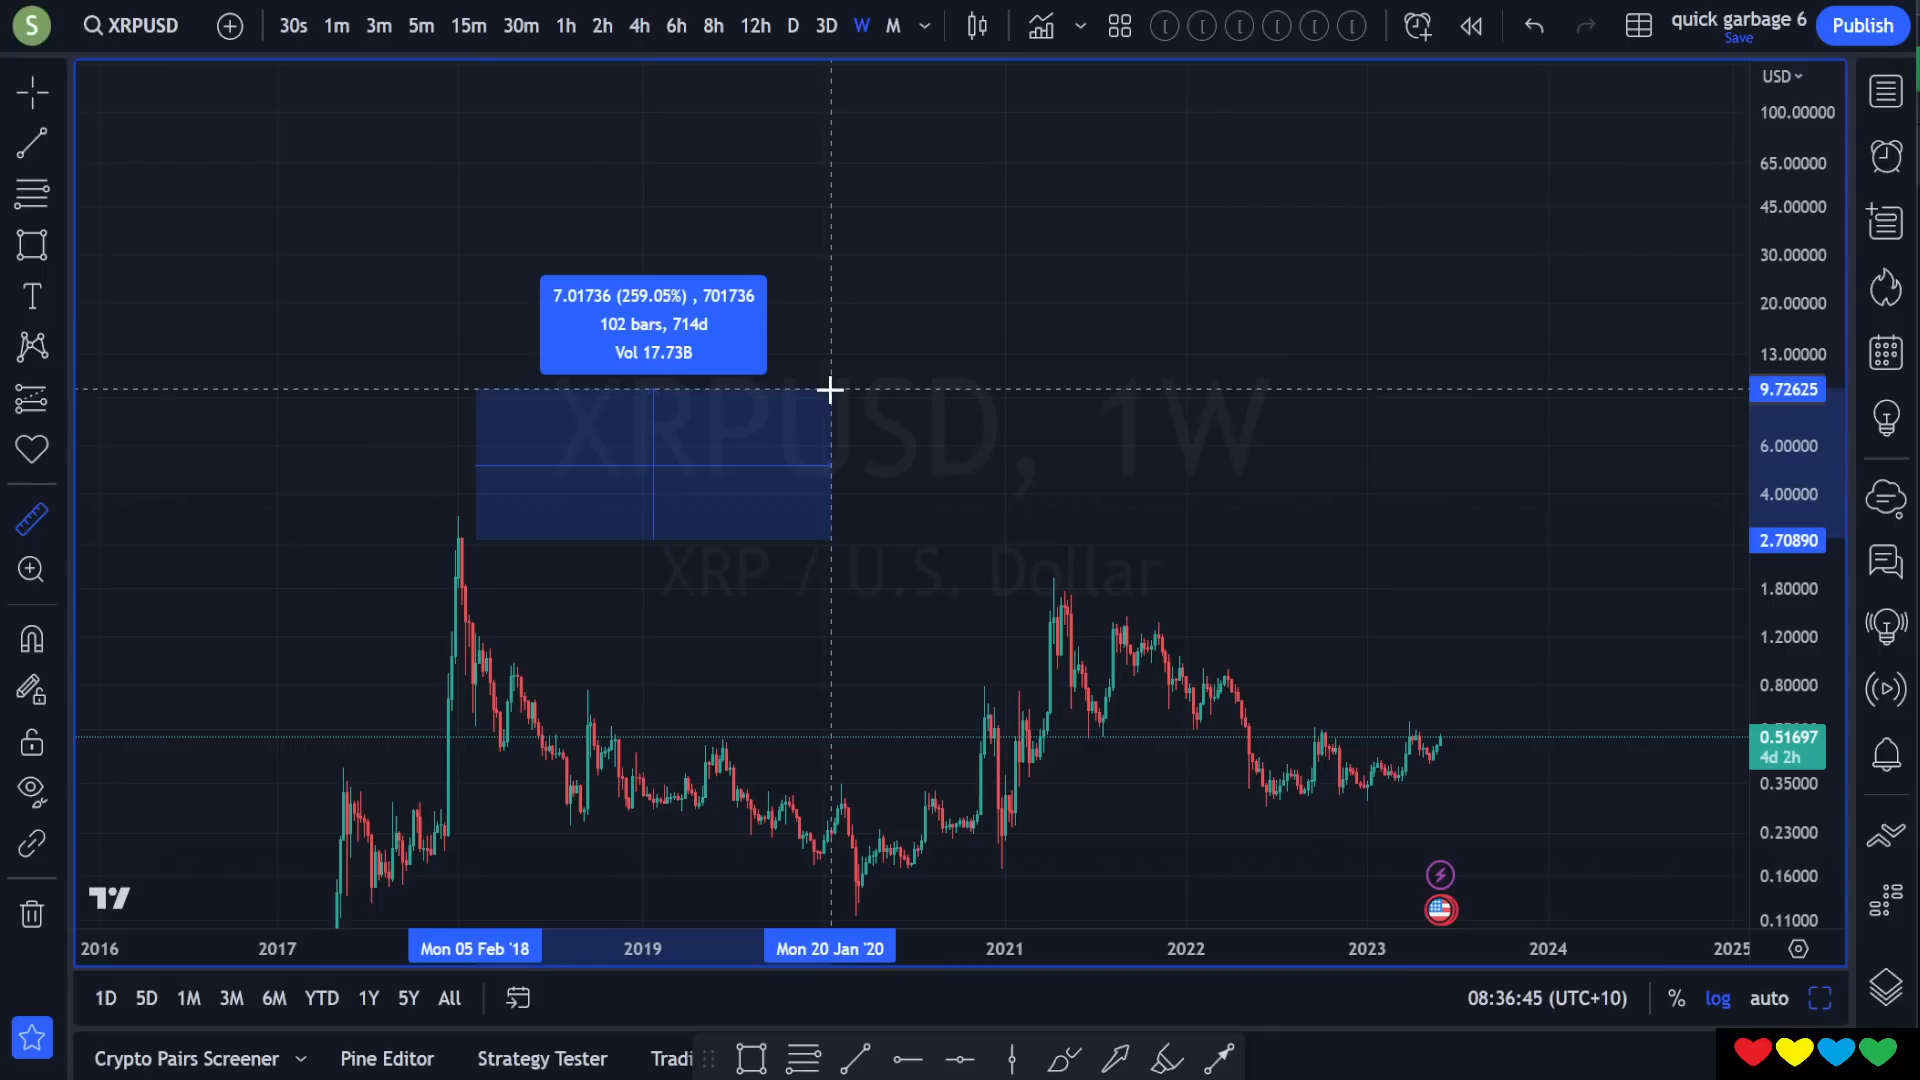 S
XRPUSD
30s 1m 3m 5m 15m 30m 1h 2h 4h 6h 8h 12h D 3D W M
quick garbage 6
Save
Publish
USD
100.00000
65.00000
45.00000
30.00000
20.00000
13.00000
9.72625
6.00000
4.00000
2.70890
1.80000
1.20000
0.80000
0.51697
4d 2h
0.35000
0.23000
0.16000
0.11000
7.01736 (259.05%) , 701736
102 bars, 714d
Vol 17.73B
XRPUSD, 1W
XRP / U.S. Dollar
2016 2017 Mon 05 Feb '18 2019 Mon 20 Jan '20 2021 2022 2023 2024 2025
1D 5D 1M 3M 6M YTD 1Y 5Y All
08:36:45 (UTC+10) % log auto
Crypto Pairs Screener Pine Editor Strategy Tester Tradi